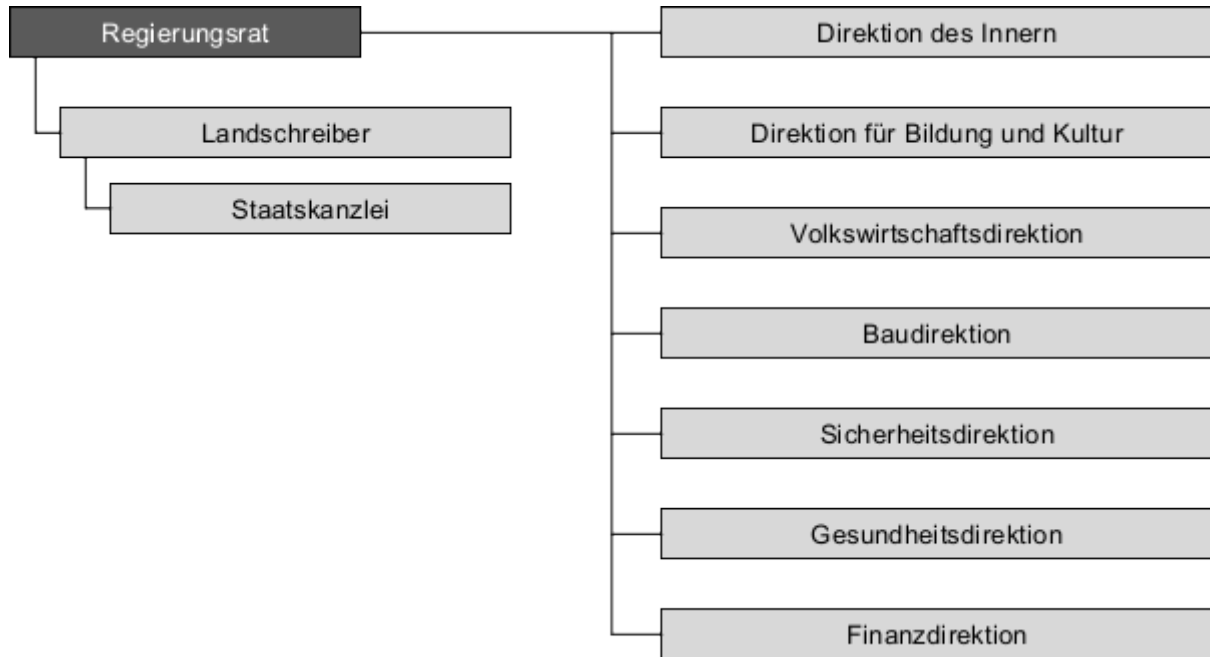 Regierungsrat
Landschreiber
Staatskanzlei
Direktion des Innern
Direktion für Bildung und Kultur
Volkswirtschaftsdirektion
Baudirektion
Sicherheitsdirektion
Gesundheitsdirektion
Finanzdirektion